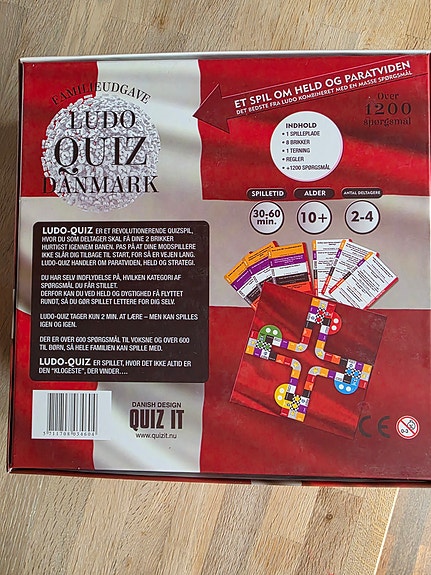 FAMILIEUDGAVE
LUDO
QUIZ
DANMARK
ET SPIL OM HELD OG PARATVIDEN
DET BEDSTE FRA LUDO KOMBINERET MED EN MASSE SPØRGSMÅL
Over
1200
spørgsmål
INDHOLD
• 1 SPILLEPLADE
• 8 BRIKKER
• 1 TERNING
• REGLER
• +1200 SPØRGSMÅL
SPILLETID
30-60
min.
ALDER
10+
ANTAL DELTAGERE
2-4
LUDO-QUIZ ER ET REVOLUTIONERENDE QUIZSPIL,
HVOR DU SOM DELTAGER SKAL FÅ DINE 2 BRIKKER
HURTIGST IGENNEM BANEN. PAS PÅ AT DINE MODSPILLERE
IKKE SLÅR DIG TILBAGE TIL START, FOR SÅ ER VEJEN LANG.
LUDO-QUIZ HANDLER OM PARATVIDEN, HELD OG STRATEGI.
DU HAR SELV INDFLYDELSE PÅ, HVILKEN KATEGORI AF
SPØRGSMÅL DU FÅR STILLET.
DERFOR KAN DU VED HELD OG DYGTIGHED FÅ FLYTTET
RUNDT, SÅ DU GØR SPILLET LETTERE FOR DIG SELV.
LUDO-QUIZ TAGER KUN 2 MIN. AT LÆRE – MEN KAN SPILLES
IGEN OG IGEN.
DER ER OVER 600 SPØRGSMÅL TIL VOKSNE OG OVER 600
TIL BØRN, SÅ HELE FAMILIEN KAN SPILLE MED.
LUDO-QUIZ ER SPILLET, HVOR DET IKKE ALTID ER
DEN "KLOGESTE", DER VINDER....
DANISH DESIGN
QUIZ IT
www.quizit.nu
CE
0-3